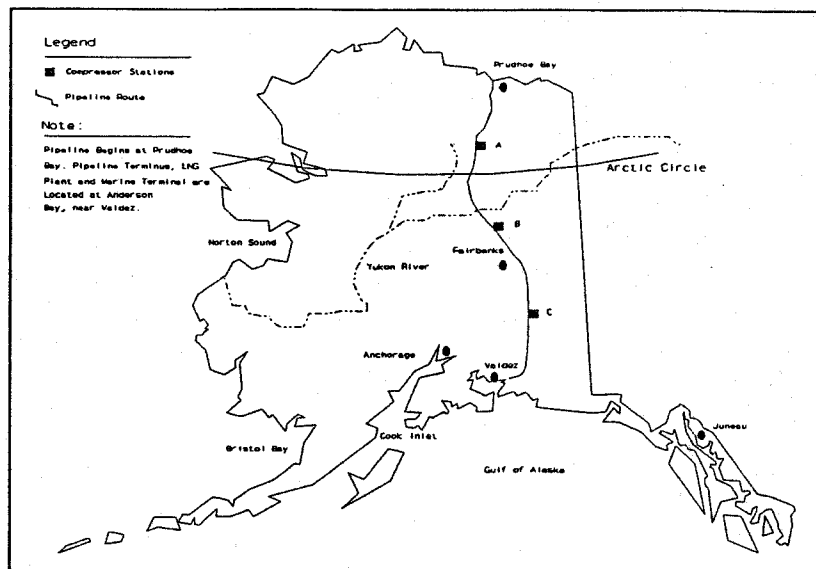 Legend
Compressor Stations
Pipeline Route
Note:
Pipeline Begins at Prudhoe
Bay. Pipeline Terminus, LNG
Plant and Marine Terminal are
Located at Anderson
Bay, near Valdez.
Prudhoe Bay
A
Arctic Circle
B
Norton Sound
Fairbanks
Yukon River
C
Anchorage
Valdez
Juneau
Cook Inlet
Bristol Bay
Gulf of Alaska